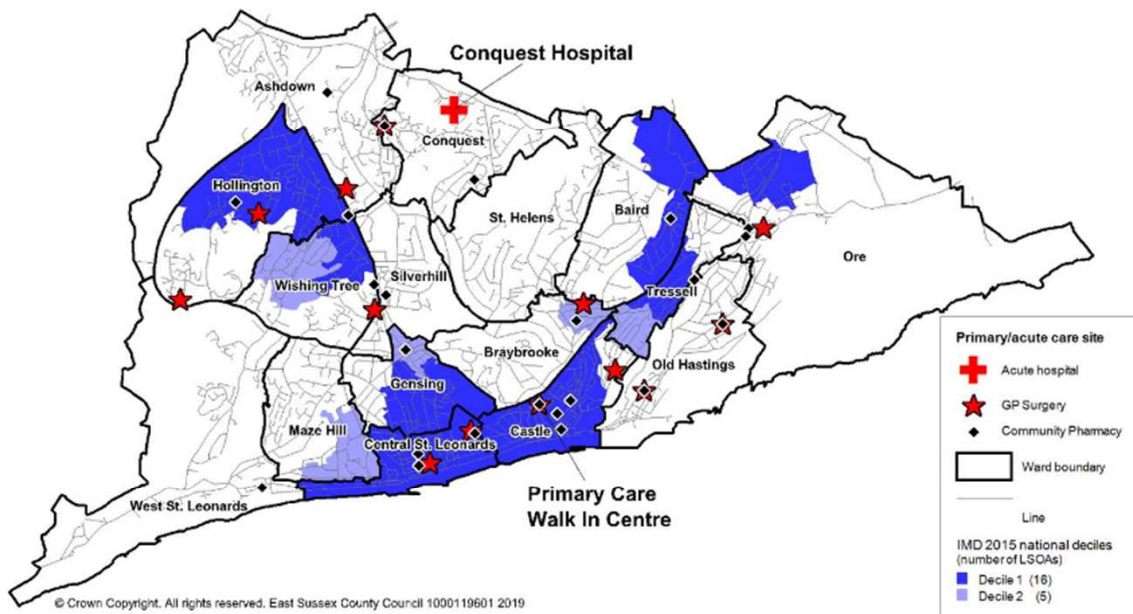 Conquest Hospital
Ashdown
Conquest
Hollington
St. Helens
Baird
Ore
Wishing Tree
Silverhill
Tressell
Braybrooke
Old Hastings
Gensing
Maze Hill
Central St. Leonards
Castle
West St. Leonards
Primary Care
Walk In Centre
Primary/acute care site
Acute hospital
GP Surgery
Community Pharmacy
Ward boundary
Line
IMD 2015 national deciles
(number of LSOAs)
Decile 1 (16)
Decile 2 (5)
© Crown Copyright. All rights reserved. East Sussex County Council 1000119601 2019